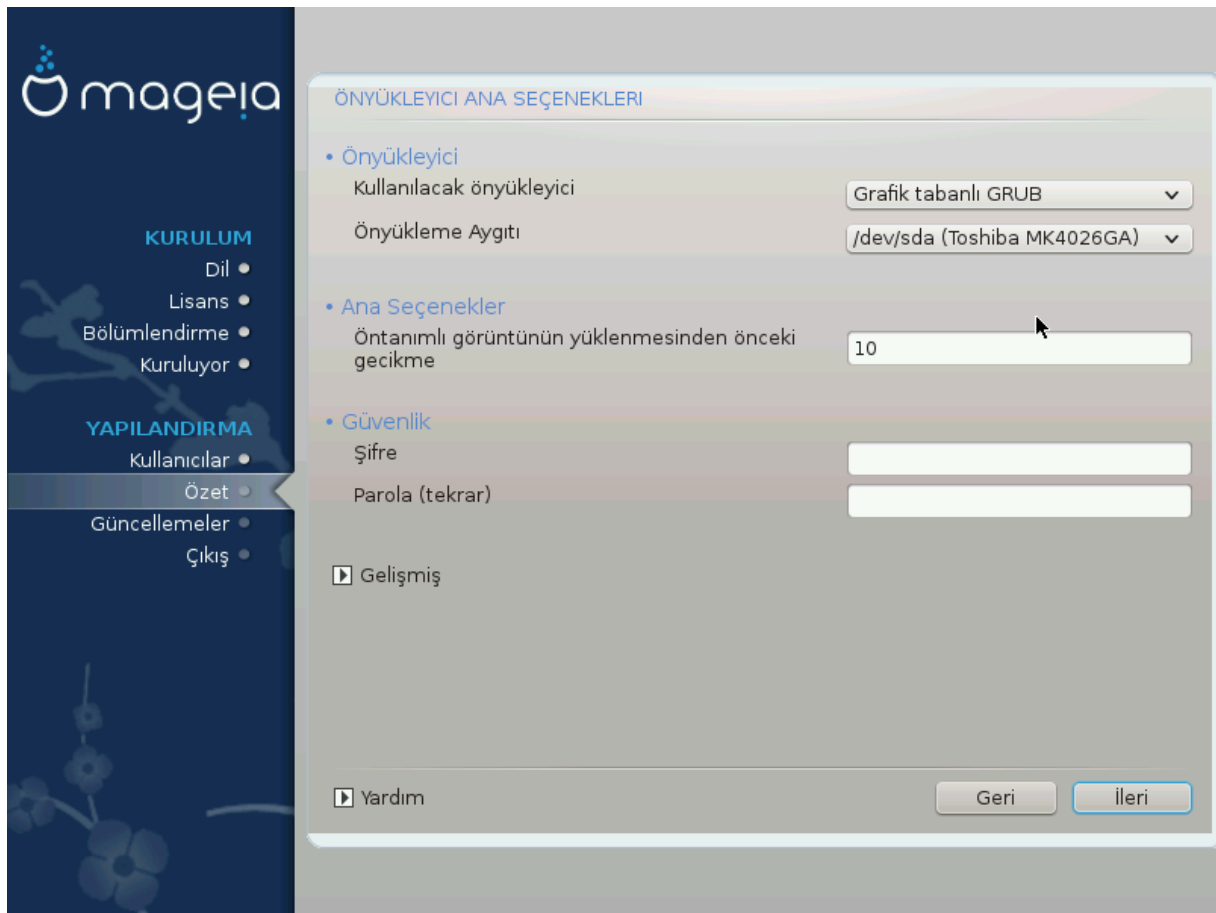 mageia
KURULUM
Dil
Lisans
Bölümlendirme
Kuruluyor
YAPILANDIRMA
Kullanıcılar
Özet
Güncellemeler
Çıkış
ÖNYÜKLEYICI ANA SEÇENEKLERI
• Önyükleyici
Kullanılacak önyükleyici
Grafik tabanlı GRUB
Önyükleme Aygıtı
/dev/sda (Toshiba MK4026GA)
• Ana Seçenekler
Öntanımlı görüntünün yüklenmesinden önceki
gecikme
10
• Güvenlik
Şifre
Parola (tekrar)
Gelişmiş
Yardım
Geri
İleri